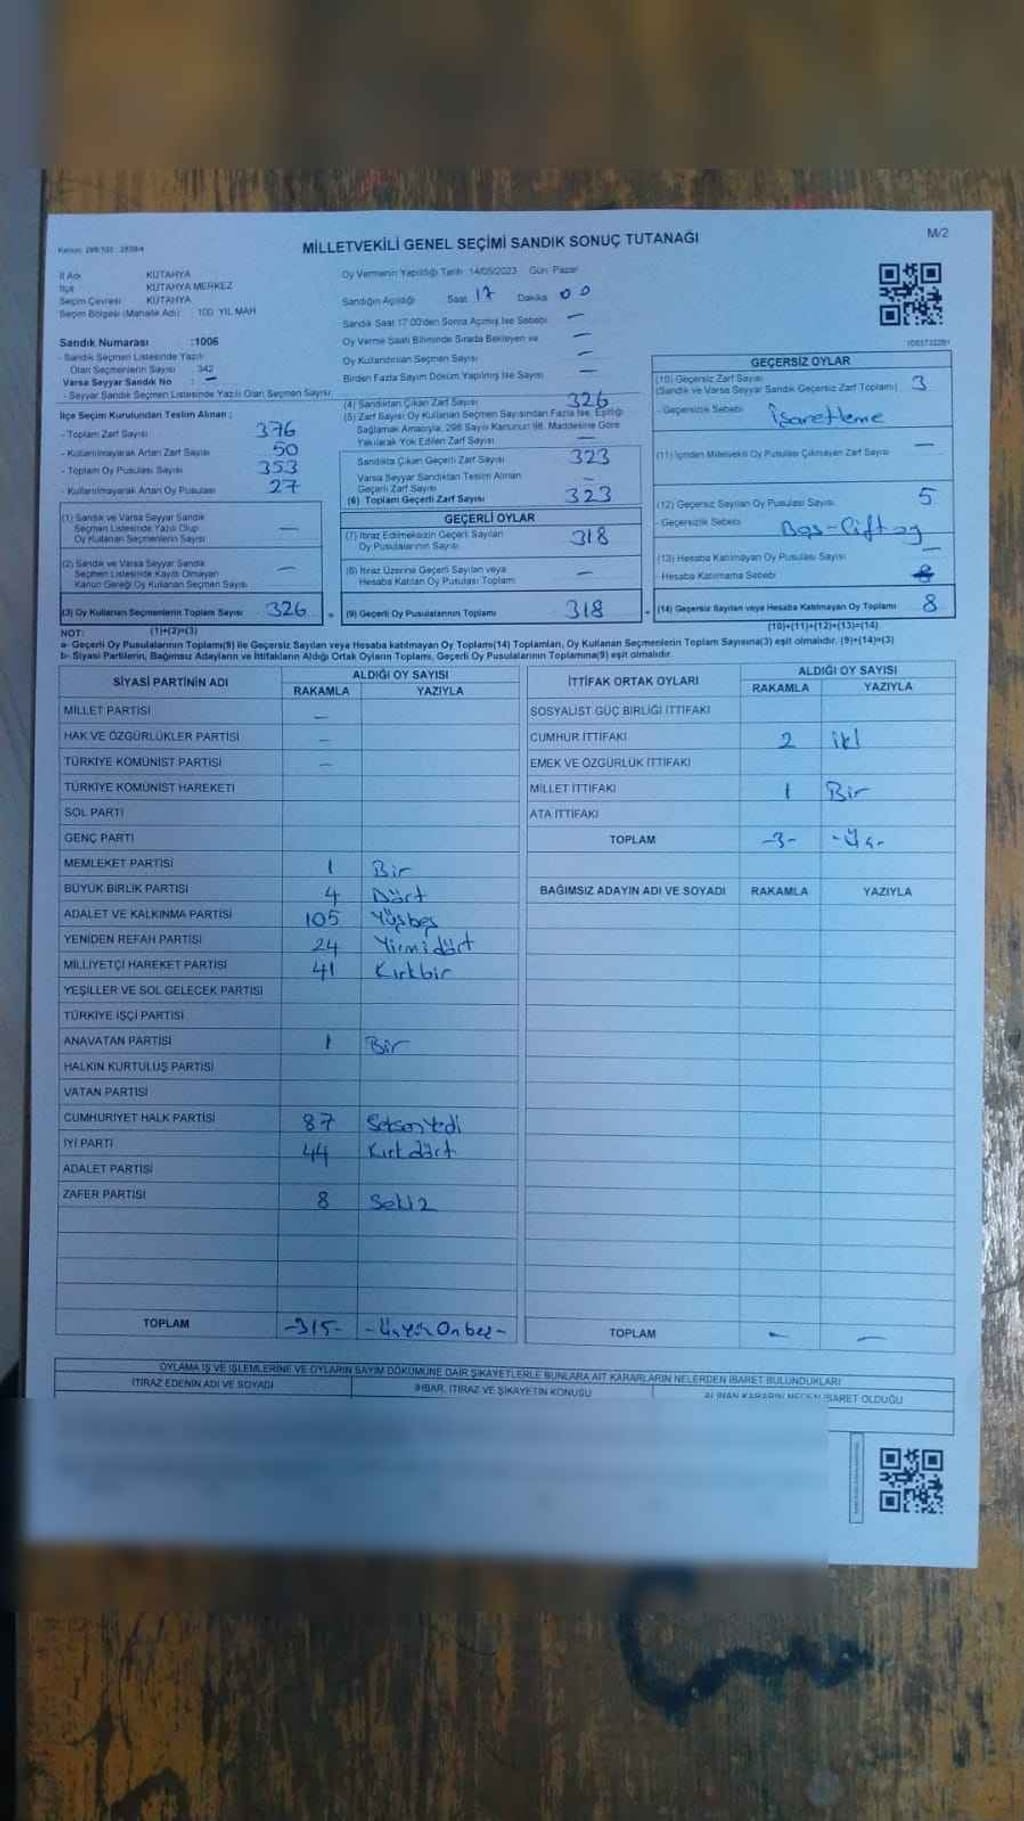 MİLLETVEKİLİ GENEL SEÇİMİ SANDIK SONUÇ TUTANAĞI
M/2
İl Adı KÜTAHYA
İlçe KÜTAHYA MERKEZ
Seçim Çevresi KÜTAHYA
Seçim Bölgesi (Mahalle Adı) : 100. YIL MAH
Sandık Numarası :1006
- Sandık Seçmen Listesinde Yazılı
Olan Seçmenlerin Sayısı 342
Varsa Seyyar Sandık No : -
- Seyyar Sandık Seçmen Listesinde Yazılı Olan Seçmen Sayısı
İlçe Seçim Kurulundan Teslim Alınan ;
- Toplam Zarf Sayısı 376
- Kullanılmayarak Artan Zarf Sayısı 50
- Toplam Oy Pusulası Sayısı 353
- Kullanılmayarak Artan Oy Pusulası 27
(1) Sandık ve Varsa Seyyar Sandık
Seçmen Listesinde Yazılı Olup
Oy Kullanan Seçmenlerin Sayısı -
(2) Sandık ve Varsa Seyyar Sandık
Seçmen Listesinde Kayıtlı Olmayan
Kanun Gereği Oy Kullanan Seçmen Sayısı -
(3) Oy Kullanan Seçmenlerin Toplam Sayısı 326
(1)+(2)=(3)
Oy Vermenin Yapıldığı Tarih: 14/05/2023 Gün: Pazar
Sandığın Açıldığı Saat 17 Dakika 00
Sandık Saat 17.00'den Sonra Açılmış İse Sebebi -
Oy Verme Saati Bitiminde Sırada Bekleyen ve -
Oy Kullandırılan Seçmen Sayısı -
Birden Fazla Sayım Döküm Yapılmış İse Sayısı -
(4) Sandıktan Çıkan Zarf Sayısı 326
(5) Zarf Sayısı Oy Kullanan Seçmen Sayısından Fazla İse, Eşitliği
Sağlamak Amacıyla, 298 Sayılı Kanunun 98. Maddesine Göre
Yakılarak Yok Edilen Zarf Sayısı -
Sandıkta Çıkan Geçerli Zarf Sayısı 323
Varsa Seyyar Sandıktan Teslim Alınan
Geçerli Zarf Sayısı -
(6) Toplam Geçerli Zarf Sayısı 323
GEÇERLİ OYLAR
(7) İtiraz Edilmeksizin Geçerli Sayılan
Oy Pusulalarının Sayısı 318
(8) İtiraz Üzerine Geçerli Sayılan veya
Hesaba Katılan Oy Pusulası Toplamı -
(9) Geçerli Oy Pusulalarının Toplamı 318
GEÇERSİZ OYLAR
(10) Geçersiz Zarf Sayısı
(Sandık ve Varsa Seyyar Sandık Geçersiz Zarf Toplamı) 3
- Geçersizlik Sebebi İşaretleme
(11) İçinden Milletvekili Oy Pusulası Çıkmayan Zarf Sayısı -
(12) Geçersiz Sayılan Oy Pusulası Sayısı 5
- Geçersizlik Sebebi Boş-Çift oy
(13) Hesaba Katılmayan Oy Pusulası Sayısı -
- Hesaba Katılmama Sebebi
(14) Geçersiz Sayılan veya Hesaba Katılmayan Oy Toplamı 8
(10)+(11)+(12)+(13)=(14)
NOT:
a- Geçerli Oy Pusulalarının Toplamı(9) ile Geçersiz Sayılan veya Hesaba katılmayan Oy Toplamı(14) Toplamları, Oy Kullanan Seçmenlerin Toplam Sayısına(3) eşit olmalıdır. (9)+(14)=(3)
b- Siyasi Partilerin, Bağımsız Adayların ve İttifakların Aldığı Ortak Oyların Toplamı, Geçerli Oy Pusulalarının Toplamına(9) eşit olmalıdır.
SİYASİ PARTİNİN ADI ALDIĞI OY SAYISI
RAKAMLA YAZIYLA
MİLLET PARTİSİ -
HAK VE ÖZGÜRLÜKLER PARTİSİ -
TÜRKİYE KOMÜNİST PARTİSİ -
TÜRKİYE KOMÜNİST HAREKETİ
SOL PARTİ
GENÇ PARTİ
MEMLEKET PARTİSİ 1 Bir
BÜYÜK BİRLİK PARTİSİ 4 Dört
ADALET VE KALKINMA PARTİSİ 105 Yüzbeş
YENİDEN REFAH PARTİSİ 24 Yirmidört
MİLLİYETÇİ HAREKET PARTİSİ 41 Kırkbir
YEŞİLLER VE SOL GELECEK PARTİSİ
TÜRKİYE İŞÇİ PARTİSİ
ANAVATAN PARTİSİ 1 Bir
HALKIN KURTULUŞ PARTİSİ
VATAN PARTİSİ
CUMHURİYET HALK PARTİSİ 87 Seksenyedi
İYİ PARTİ 44 Kırkdört
ADALET PARTİSİ
ZAFER PARTİSİ 8 Sekiz
TOPLAM -315- -Üçyüz Onbeş-
İTTİFAK ORTAK OYLARI ALDIĞI OY SAYISI
RAKAMLA YAZIYLA
SOSYALİST GÜÇ BİRLİĞİ İTTİFAKI
CUMHUR İTTİFAKI 2 iki
EMEK VE ÖZGÜRLÜK İTTİFAKI
MİLLET İTTİFAKI 1 Bir
ATA İTTİFAKI
TOPLAM -3- -Üç-
BAĞIMSIZ ADAYIN ADI VE SOYADI RAKAMLA YAZIYLA
TOPLAM - -
OYLAMA İŞ VE İŞLEMLERİNE VE OYLARIN SAYIM DÖKÜMÜNE DAİR ŞİKAYETLERLE BUNLARA AİT KARARLARIN NELERDEN İBARET BULUNDUKLARI
İTİRAZ EDENİN ADI VE SOYADI
İHBAR, İTİRAZ VE ŞİKAYETİN KONUSU
ALINAN KARARIN NEDEN İBARET OLDUĞU